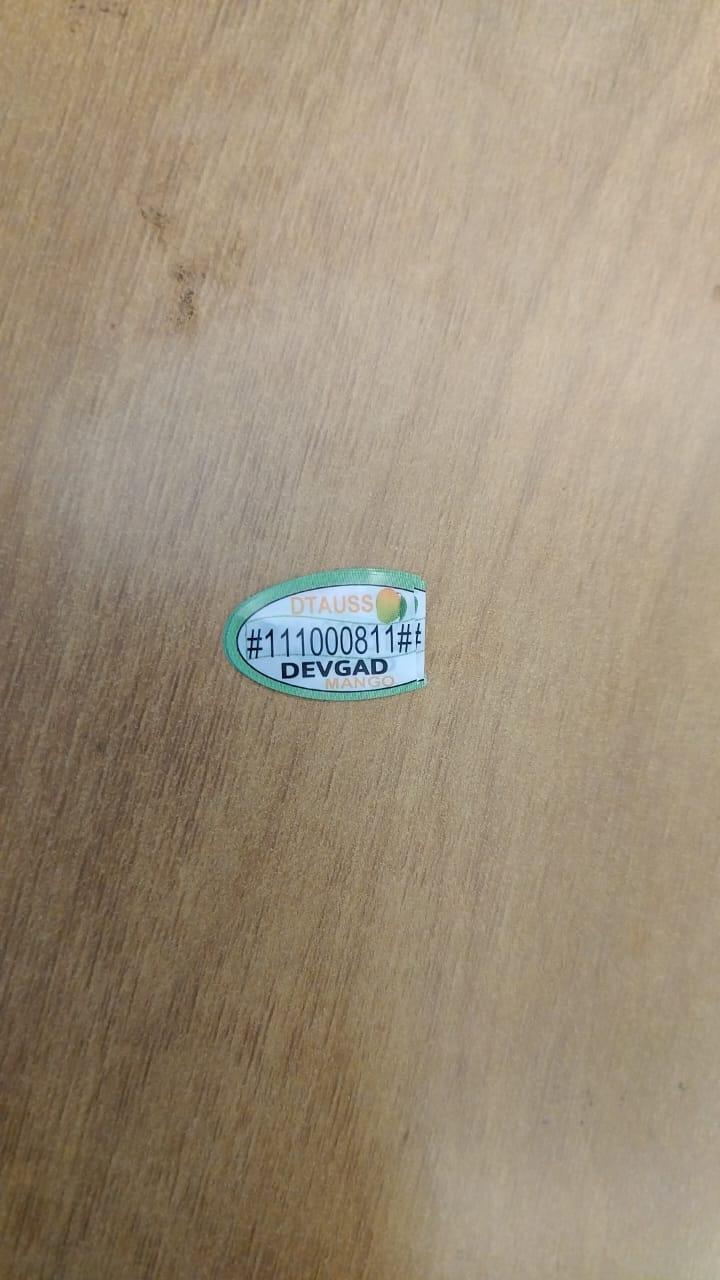 DTAUSS
#111000811##
DEVGAD
MANGO